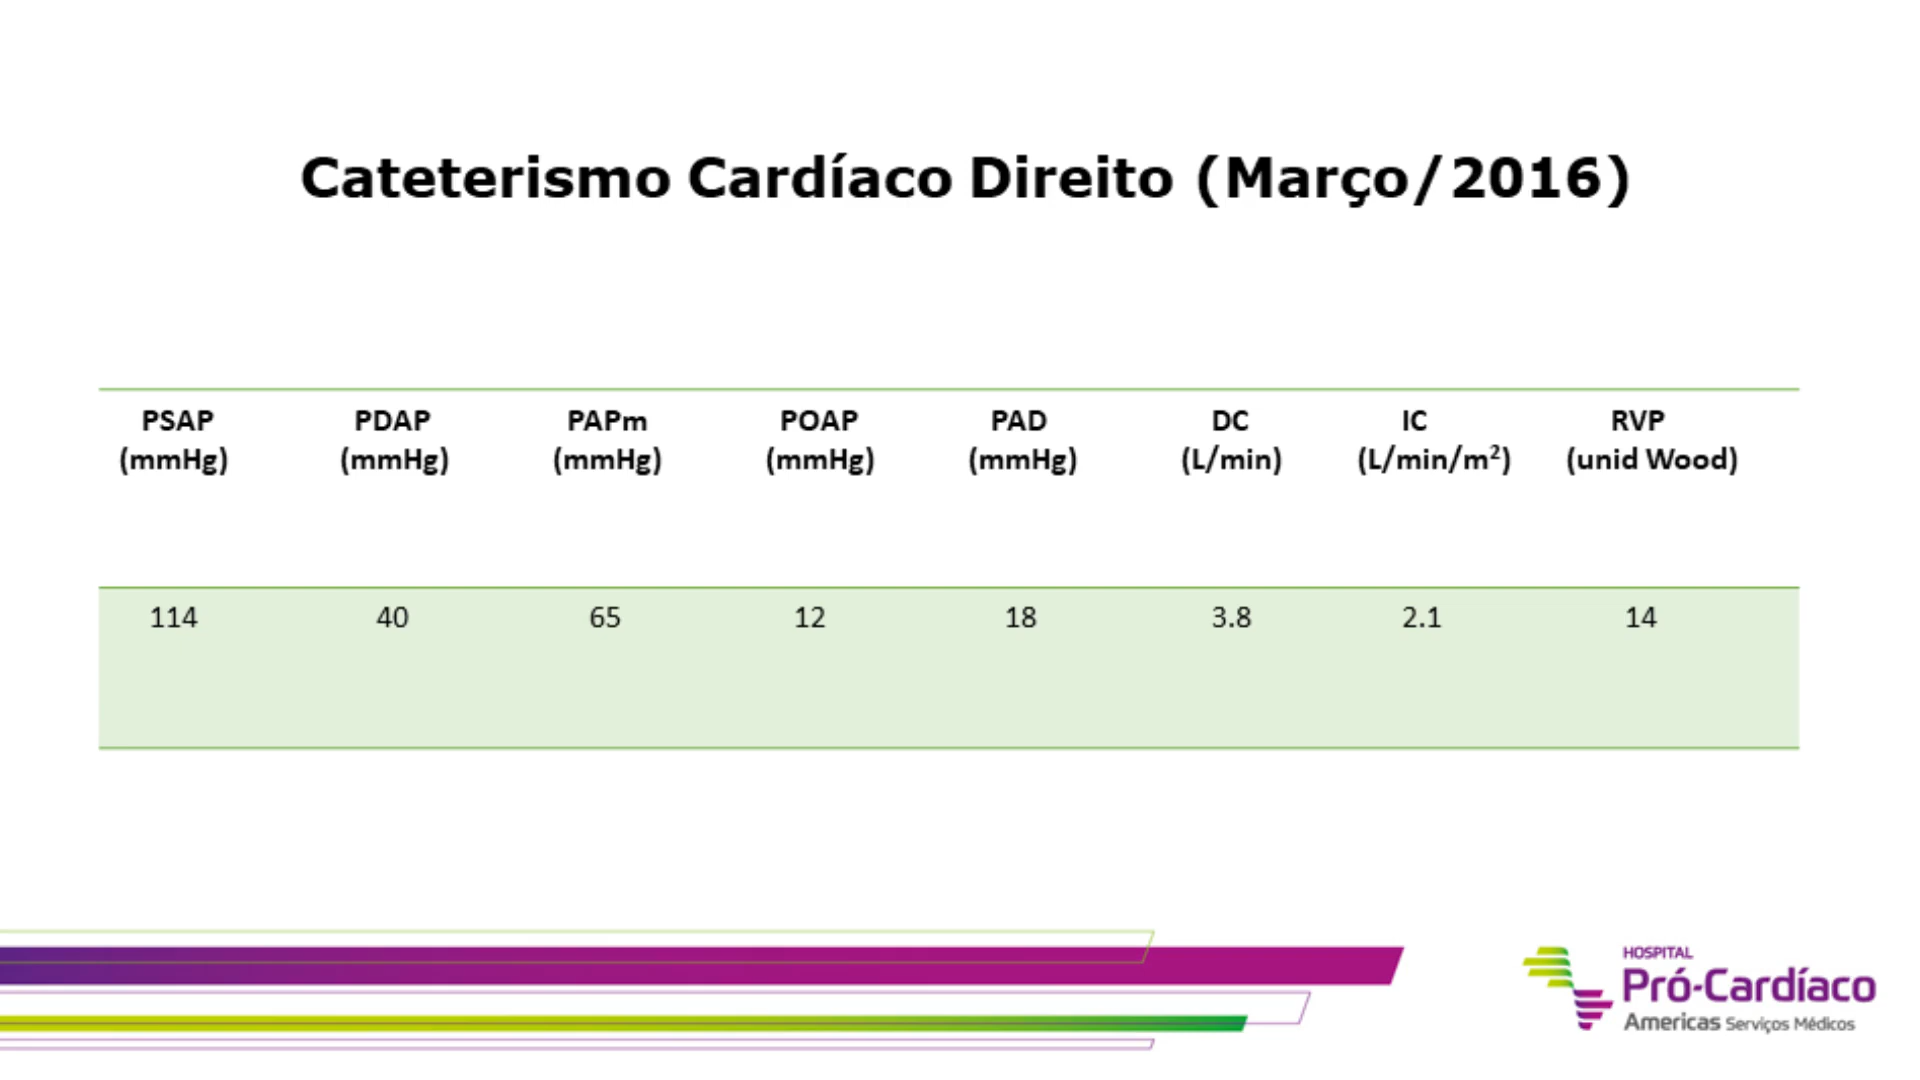 Cateterismo Cardíaco Direito (Março/2016)
PSAP PDAP PAPm POAP PAD DC IC RVP
(mmHg) (mmHg) (mmHg) (mmHg) (mmHg) (L/min) (L/min/m²) (unid Wood)
114 40 65 12 18 3.8 2.1 14
HOSPITAL
Pró-Cardíaco
Americas Serviços Médicos